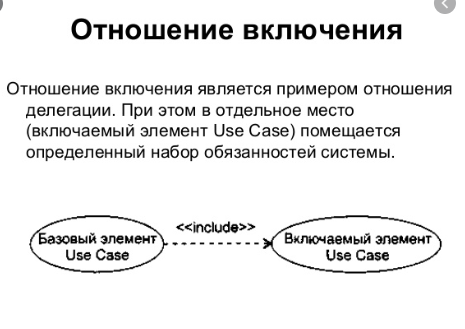 Отношение включения
Отношение включения является примером отношения
делегации. При этом в отдельное место
(включаемый элемент Use Case) помещается
определенный набор обязанностей системы.
<<include>>
Базовый элемент
Use Case
Включаемый элемент
Use Case